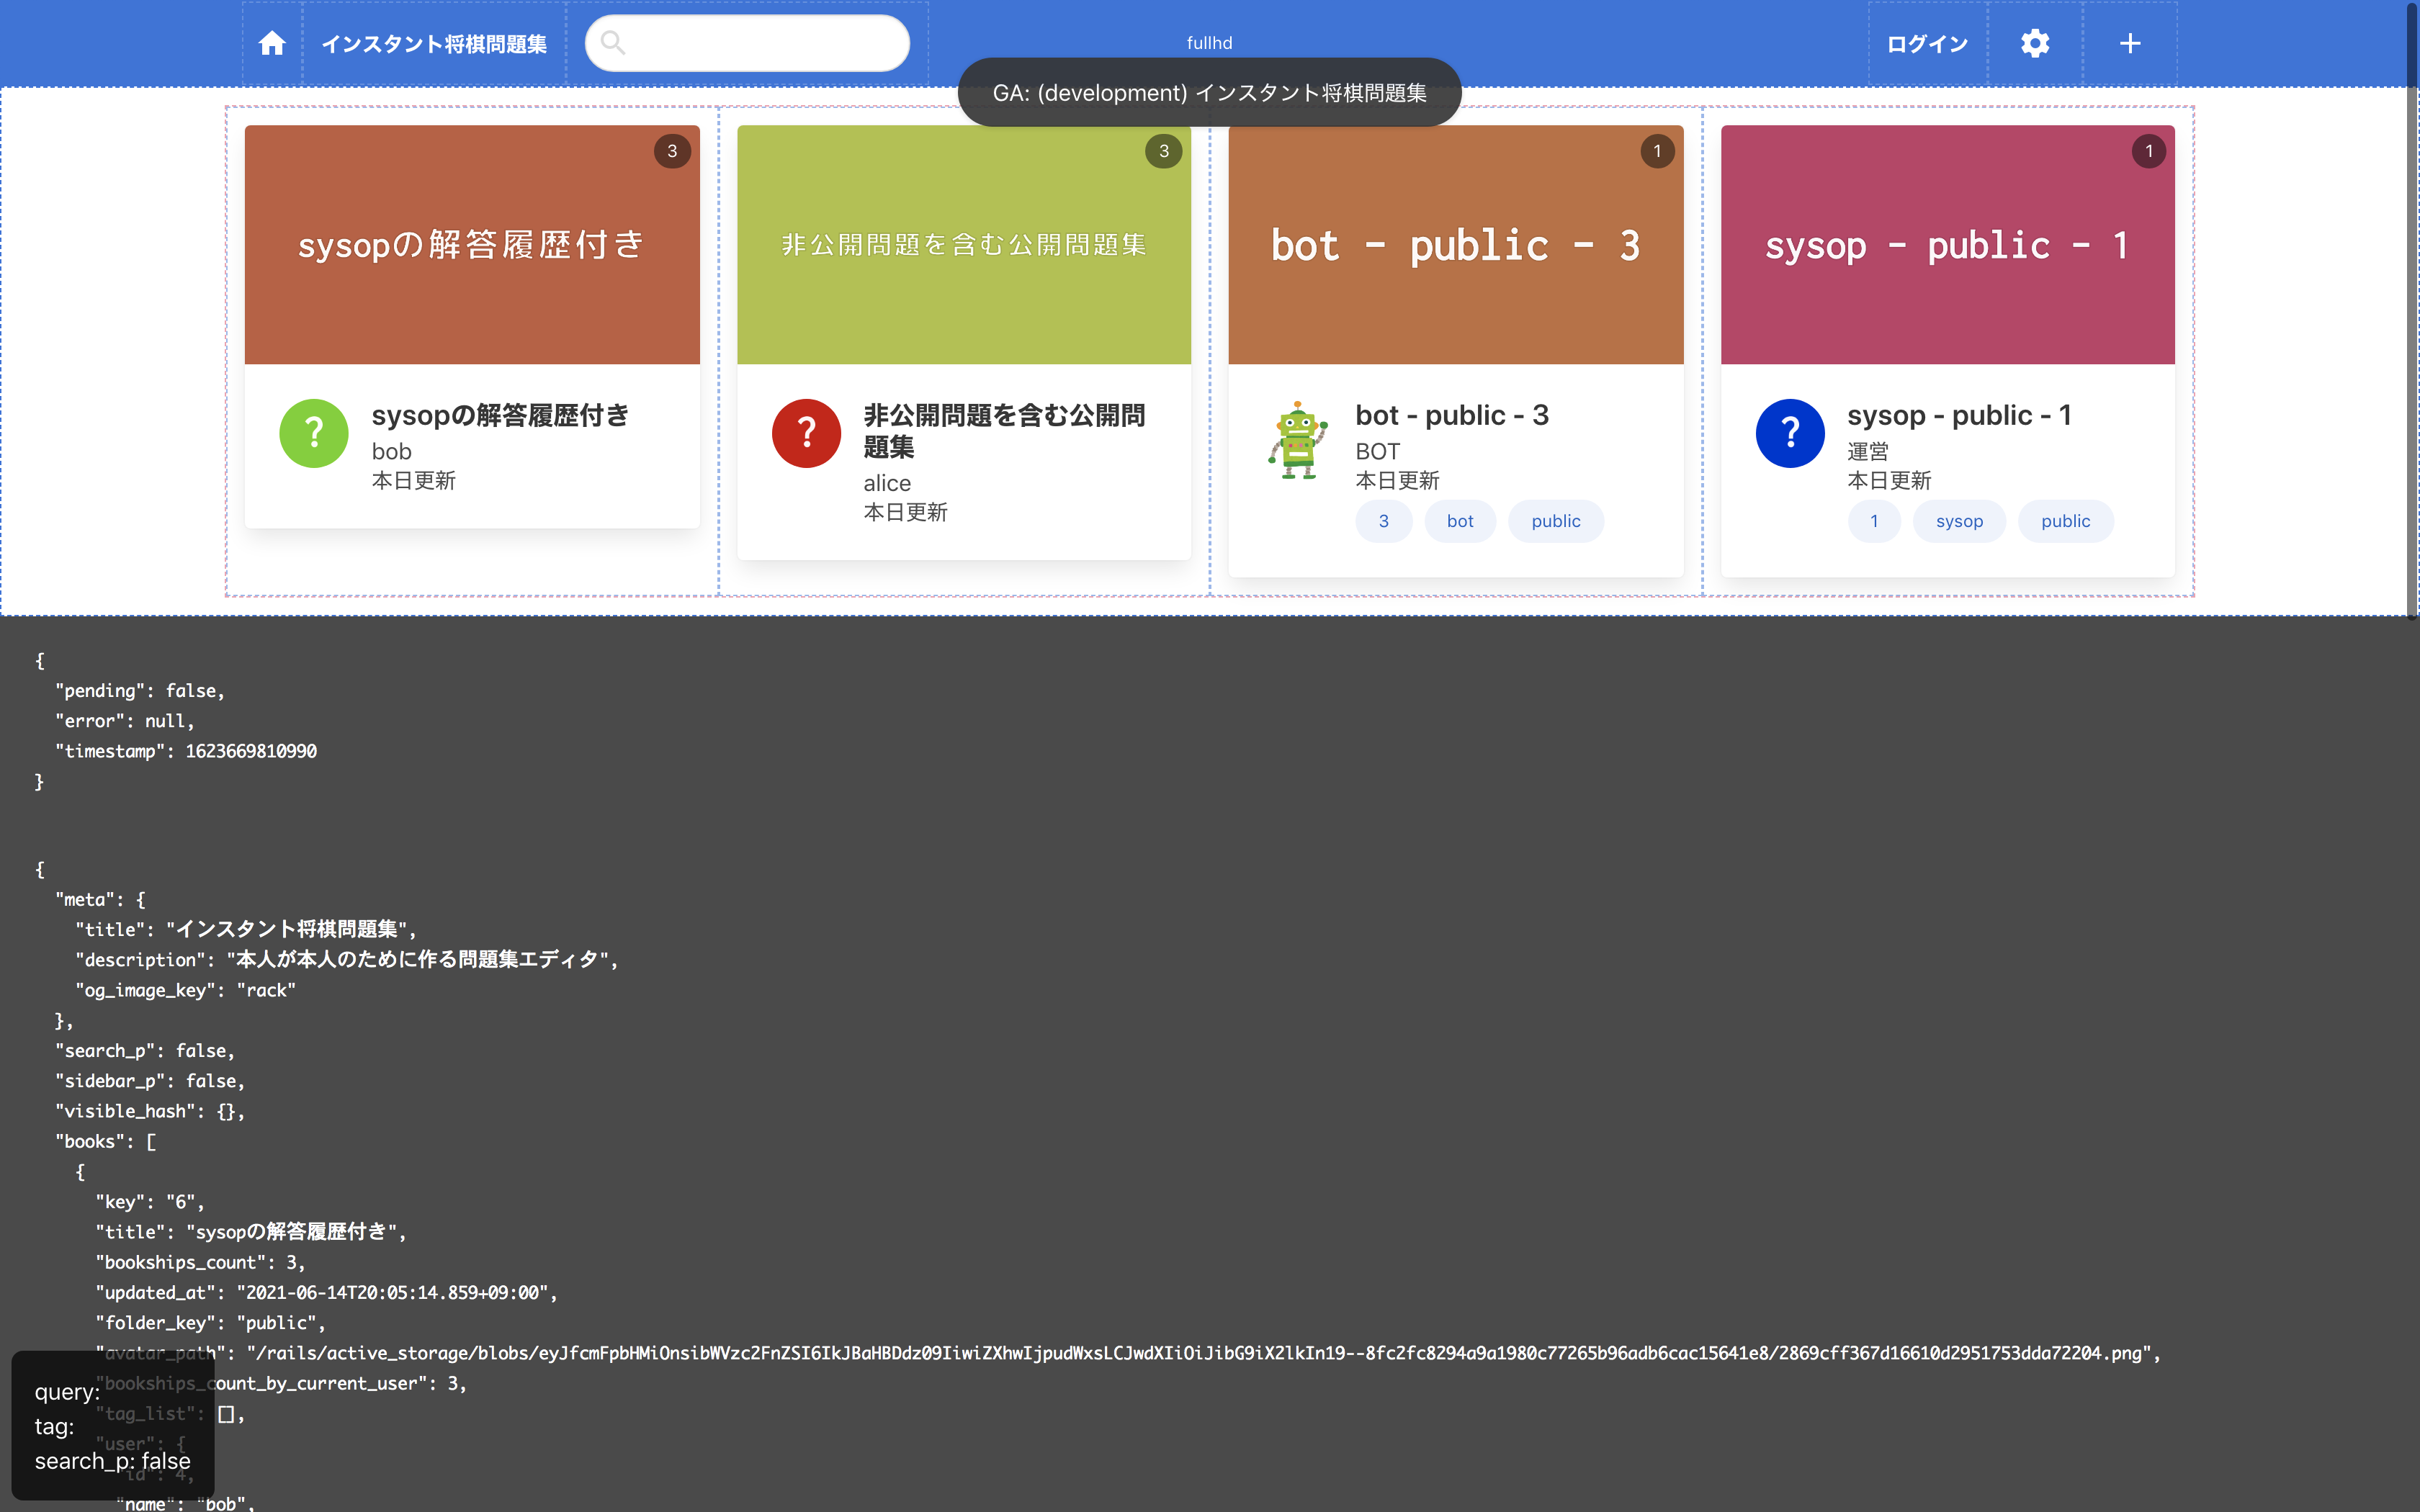 インスタント将棋問題集
fullhd
ログイン
GA: (development) インスタント将棋問題集
3
sysopの解答履歴付き
?
sysopの解答履歴付き
bob
本日更新
3
非公開問題を含む公開問題集
?
非公開問題を含む公開問
題集
alice
本日更新
1
bot - public - 3
bot - public - 3
BOT
本日更新
3 bot public
1
sysop - public - 1
?
sysop - public - 1
運営
本日更新
1 sysop public
{
"pending": false,
"error": null,
"timestamp": 1623669810990
}
{
"meta": {
"title": "インスタント将棋問題集",
"description": "本人が本人のために作る問題集エディタ",
"og_image_key": "rack"
},
"search_p": false,
"sidebar_p": false,
"visible_hash": {},
"books": [
{
"key": "6",
"title": "sysopの解答履歴付き",
"bookships_count": 3,
"updated_at": "2021-06-14T20:05:14.859+09:00",
"folder_key": "public",
"avatar_path": "/rails/active_storage/blobs/eyJfcmFpbHMiOnsibWVzc2FnZSI6IkJBaHBDdz09IiwiZXhwIjpudWxsLCJwdXIiOiJibG9iX2lkIn19--8fc2fc8294a9a1980c77265b96adb6cac15641e8/2869cff367d16610d2951753dda72204.png",
"bookships_count_by_current_user": 3,
"tag_list": [],
"user": {
"id": 4,
"name": "bob",
query:
tag:
search_p: false